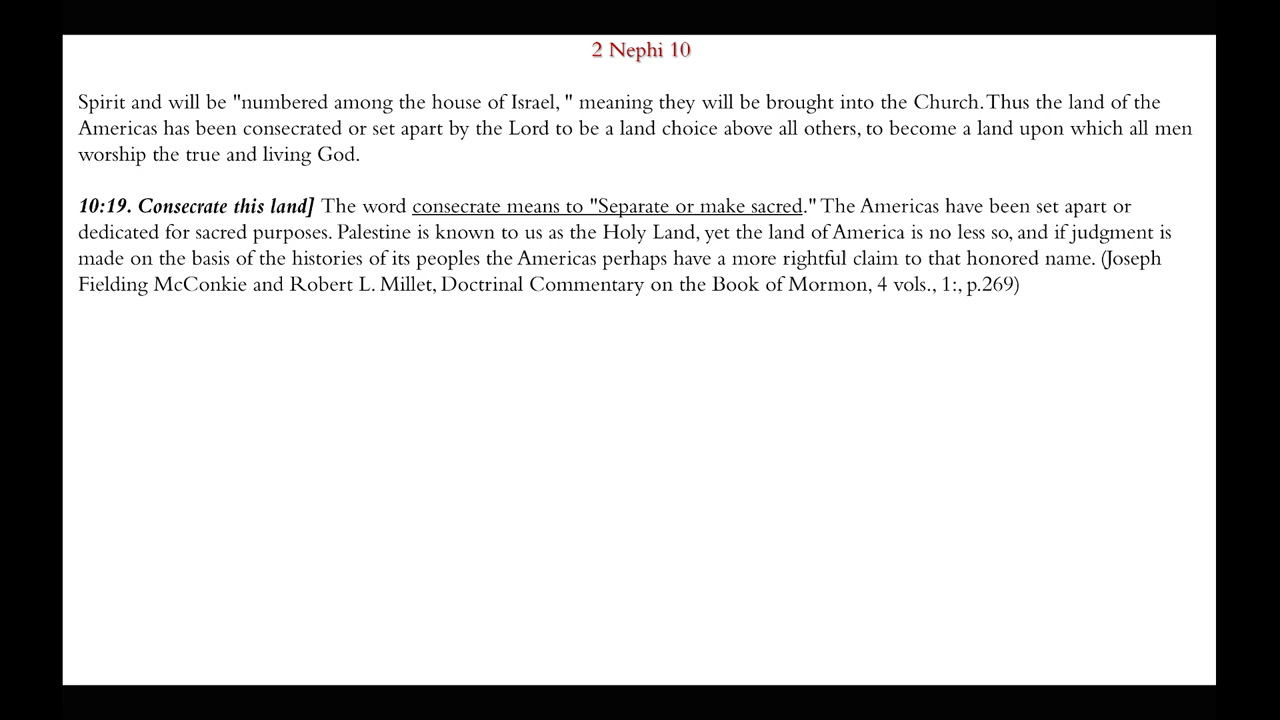 2 Nephi 10
Spirit and will be "numbered among the house of Israel, " meaning they will be brought into the Church. Thus the land of the
Americas has been consecrated or set apart by the Lord to be a land choice above all others, to become a land upon which all men
worship the true and living God.
10:19. Consecrate this land] The word consecrate means to "Separate or make sacred." The Americas have been set apart or
dedicated for sacred purposes. Palestine is known to us as the Holy Land, yet the land of America is no less so, and if judgment is
made on the basis of the histories of its peoples the Americas perhaps have a more rightful claim to that honored name. (Joseph
Fielding McConkie and Robert L. Millet, Doctrinal Commentary on the Book of Mormon, 4 vols., 1:, p.269)